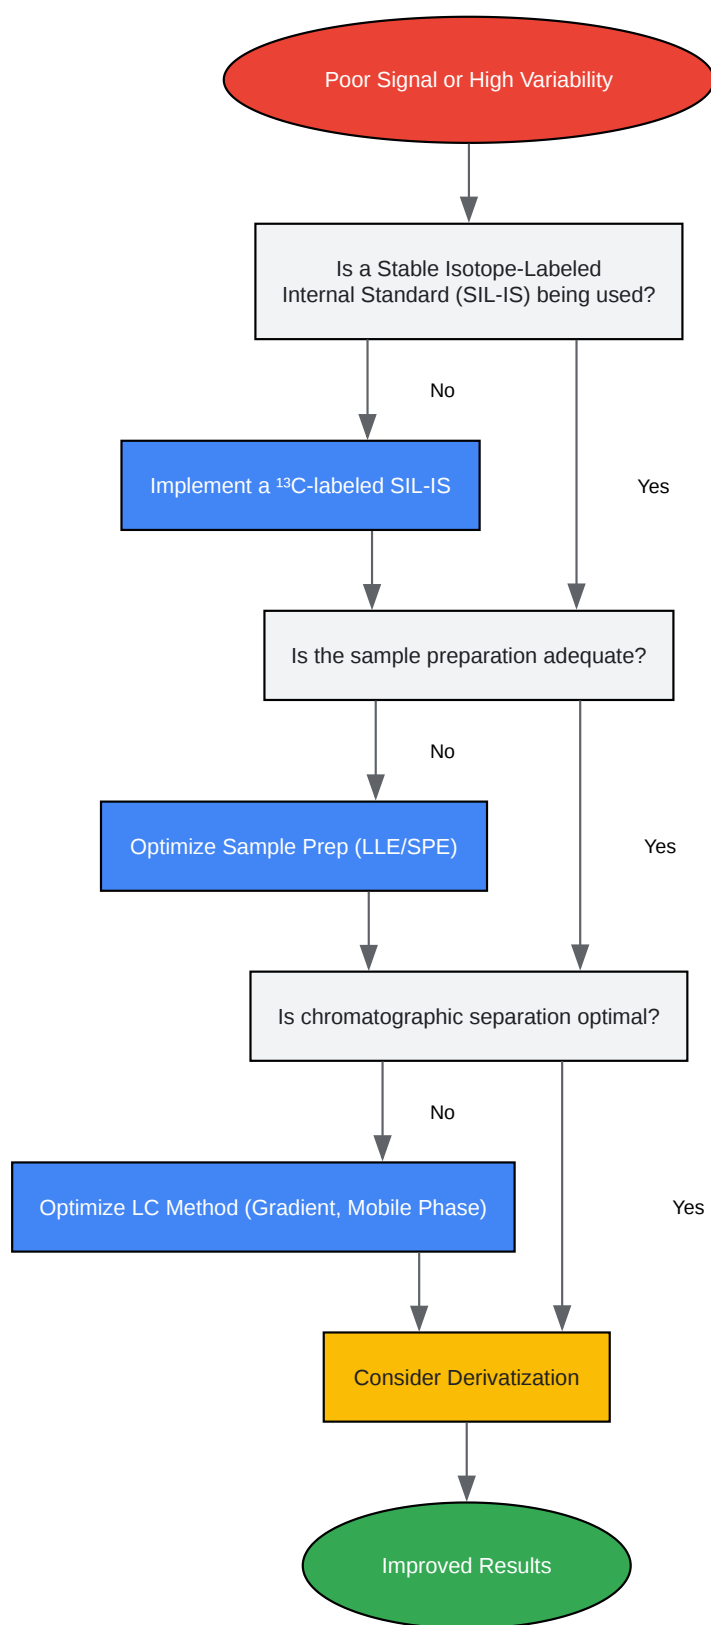 Poor Signal or High Variability
Is a Stable Isotope-Labeled
Internal Standard (SIL-IS) being used?
No
Implement a ¹³C-labeled SIL-IS
Yes
Is the sample preparation adequate?
No
Optimize Sample Prep (LLE/SPE)
Yes
Is chromatographic separation optimal?
No
Optimize LC Method (Gradient, Mobile Phase)
Yes
Consider Derivatization
Improved Results